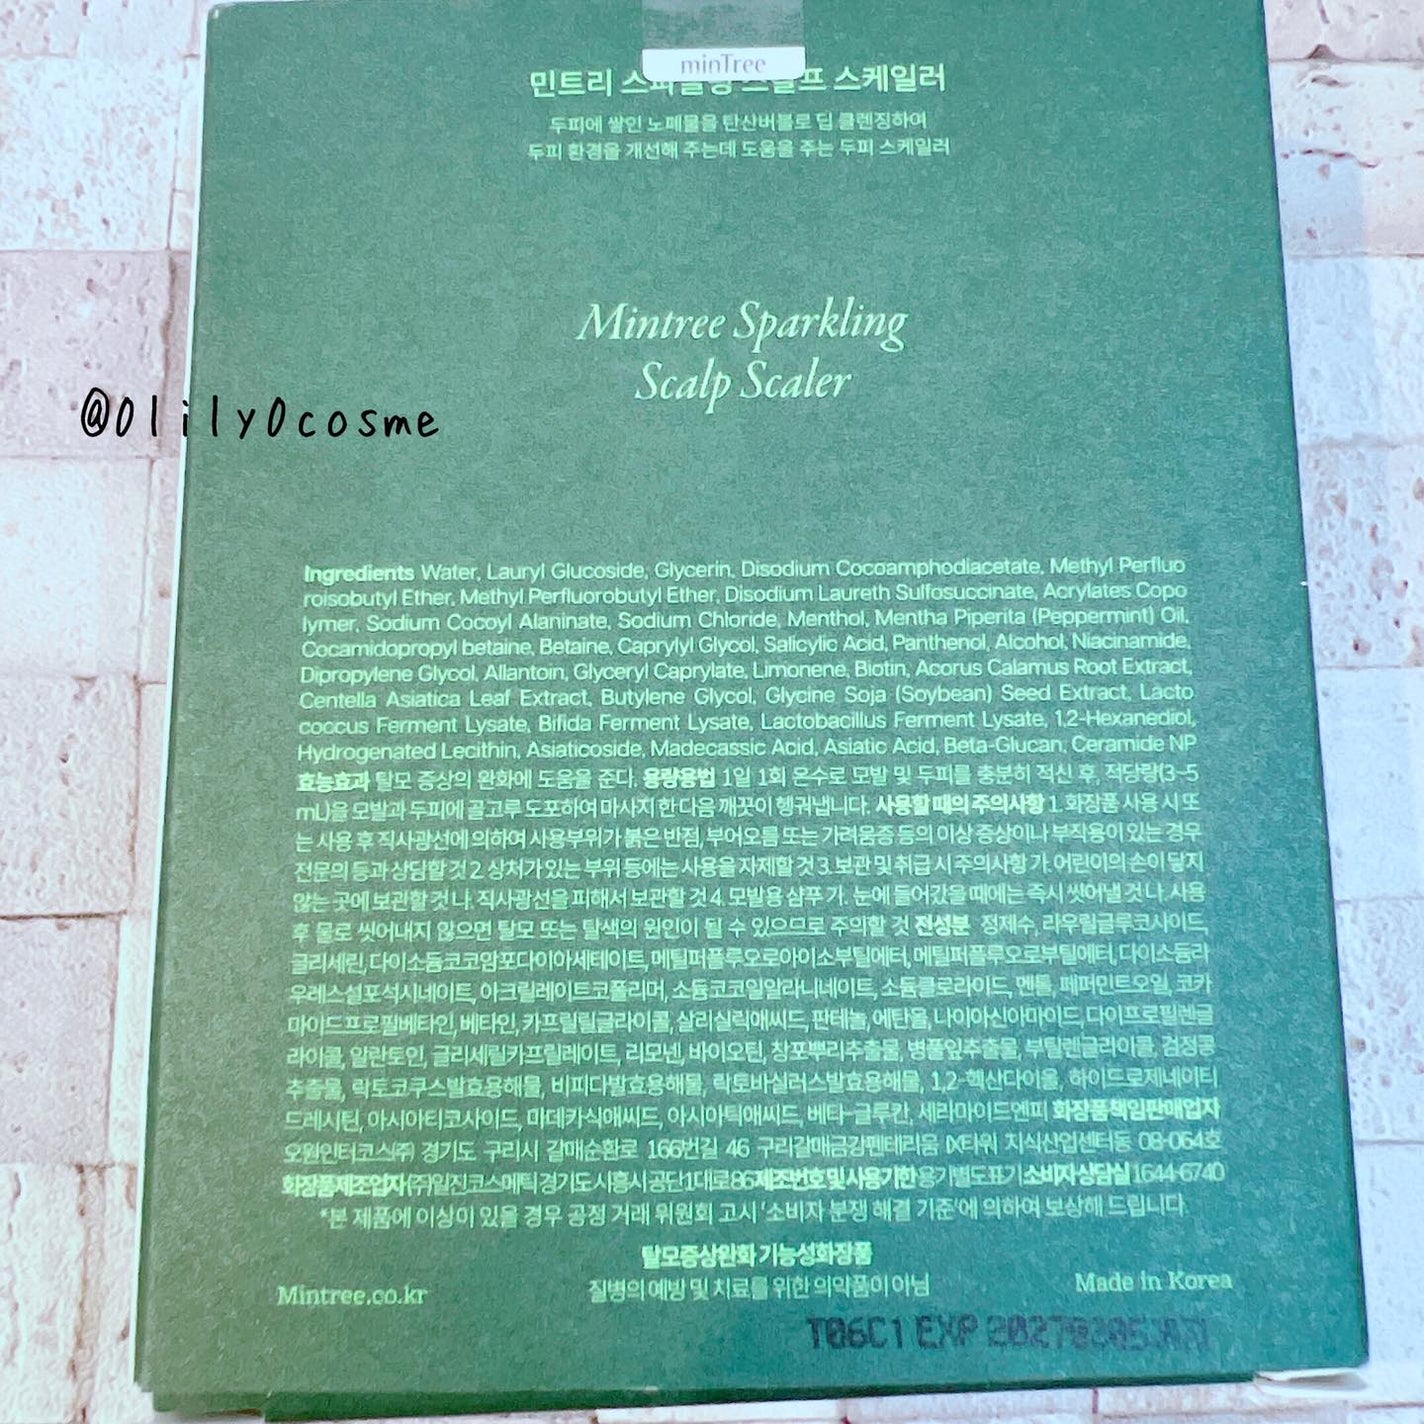 minTree
민트리 스파클링 스칼프 스케일러
두피에 쌓인 노폐물을 탄산버블로 딥 클렌징하여
두피 환경을 개선해 주는데 도움을 주는 두피 스케일러
Mintree Sparkling
Scalp Scaler
@0lily0cosme
Ingredients Water, Lauryl Glucoside, Glycerin, Disodium Cocoamphodiacetate, Methyl Perfluo
roisobutyl Ether, Methyl Perfluorobutyl Ether, Disodium Laureth Sulfosuccinate, Acrylates Copo
lymer, Sodium Cocoyl Alaninate, Sodium Chloride, Menthol, Mentha Piperita (Peppermint) Oil,
Cocamidopropyl betaine, Betaine, Caprylyl Glycol, Salicylic Acid, Panthenol, Alcohol, Niacinamide,
Dipropylene Glycol, Allantoin, Glyceryl Caprylate, Limonene, Biotin, Acorus Calamus Root Extract,
Centella Asiatica Leaf Extract, Butylene Glycol, Glycine Soja (Soybean) Seed Extract, Lacto
coccus Ferment Lysate, Bifida Ferment Lysate, Lactobacillus Ferment Lysate, 1,2-Hexanediol,
Hydrogenated Lecithin, Asiaticoside, Madecassic Acid, Asiatic Acid, Beta-Glucan, Ceramide NP
효능효과 탈모 증상의 완화에 도움을 준다. 용량용법 1일 1회 온수로 모발 및 두피를 충분히 적신 후, 적당량(3~5
mL)을 모발과 두피에 골고루 도포하여 마사지 한 다음 깨끗이 헹궈냅니다. 사용할 때의 주의사항 1. 화장품 사용 시 또
는 사용 후 직사광선에 의하여 사용부위가 붉은 반점, 부어오름 또는 가려움증 등의 이상 증상이나 부작용이 있는 경우
전문의 등과 상담할 것 2. 상처가 있는 부위 등에는 사용을 자제할 것 3. 보관 및 취급 시 주의사항 가. 어린이의 손이 닿지
않는 곳에 보관할 것 나. 직사광선을 피해서 보관할 것 4. 모발용 샴푸 가. 눈에 들어갔을 때에는 즉시 씻어낼 것 나. 사용
후 물로 씻어내지 않으면 탈모 또는 탈색의 원인이 될 수 있으므로 주의할 것 전성분 정제수, 라우릴글루코사이드,
글리세린, 다이소듐코코암포다이아세테이트, 메틸퍼플루오로아이소부틸에터, 메틸퍼플루오로부틸에터, 다이소듐라
우레스설포석시네이트, 아크릴레이트코폴리머, 소듐코코일알라니네이트, 소듐클로라이드, 멘톨, 페퍼민트오일, 코카
마이드프로필베타인, 베타인, 카프릴릴글라이콜, 살리실릭애씨드, 판테놀, 에탄올, 나이아신아마이드, 다이프로필렌글
라이콜, 알란토인, 글리세릴카프릴레이트, 리모넨, 바이오틴, 창포뿌리추출물, 병풀잎추출물, 부틸렌글라이콜, 검정콩
추출물, 락토코쿠스발효용해물, 비피다발효용해물, 락토바실러스발효용해물, 1,2-헥산다이올, 하이드로제네이티
드레시틴, 아시아티코사이드, 마데카식애씨드, 아시아틱애씨드, 베타-글루칸, 세라마이드엔피 화장품책임판매업자
오원인터코스㈜ 경기도 구리시 갈매순환로 166번길 46 구리갈매금강펜테리움 IX타워 지식산업센터동 08-064호
화장품제조업자 (주)일진코스메틱 경기도 시흥시 공단1대로86 제조번호 및 사용기한 용기별도표기 소비자 상담실 1644-6740
*본 제품에 이상이 있을 경우 공정 거래 위원회 고시 '소비자 분쟁 해결 기준'에 의하여 보상해 드립니다.
탈모증상완화 기능성화장품
Mintree.co.kr 질병의 예방 및 치료를 위한 의약품이 아님 Made in Korea
T06C1 EXP